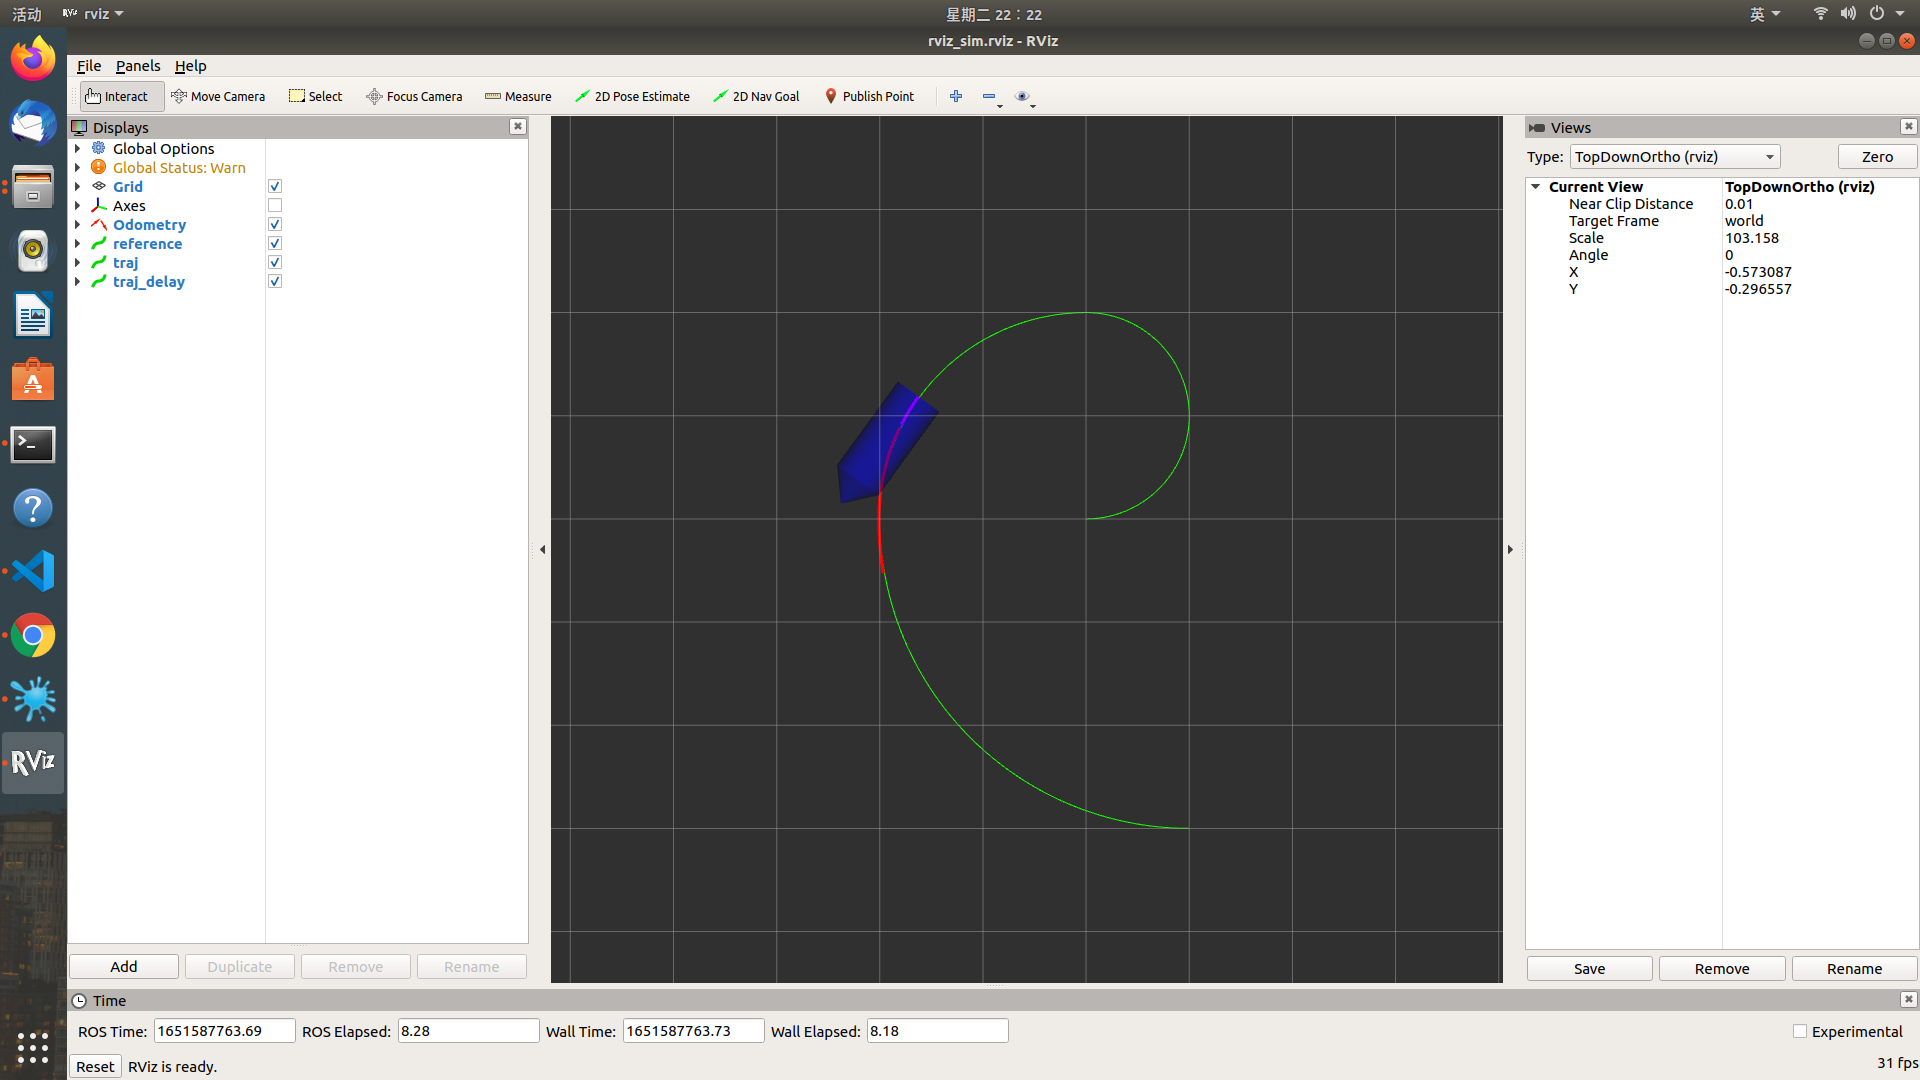 活动 rviz 星期二 22：22 英
rviz_sim.rviz - RViz
File Panels Help
Interact Move Camera Select Focus Camera Measure 2D Pose Estimate 2D Nav Goal Publish Point
Displays
Global Options
Global Status: Warn
Grid
Axes
Odometry
reference
traj
traj_delay
Add Duplicate Remove Rename
Views
Type: TopDownOrtho (rviz) Zero
Current View TopDownOrtho (rviz)
Near Clip Distance 0.01
Target Frame world
Scale 103.158
Angle 0
X -0.573087
Y -0.296557
Save Remove Rename
RViz
Time
ROS Time: 1651587763.69 ROS Elapsed: 8.28 Wall Time: 1651587763.73 Wall Elapsed: 8.18 Experimental
Reset RViz is ready. 31 fps